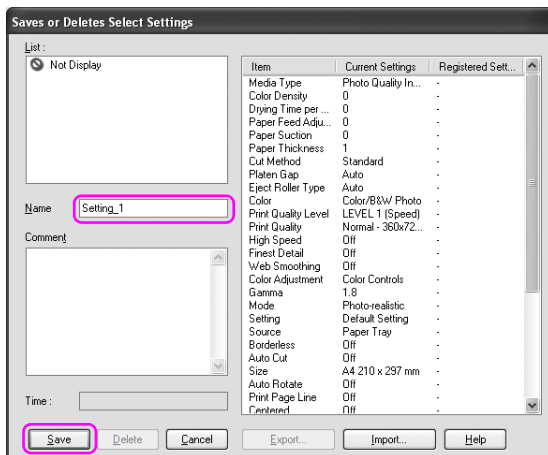 Saves or Deletes Select Settings
List :
Not Display
Name Setting_1
Comment
Time :
Item Current Settings Registered Sett...
Media Type Photo Quality In... -
Color Density 0 -
Drying Time per ... 0 -
Paper Feed Adju... 0 -
Paper Suction 0 -
Paper Thickness 1 -
Cut Method Standard -
Platen Gap Auto -
Eject Roller Type Auto -
Color Color/B&W Photo -
Print Quality Level LEVEL 1 (Speed) -
Print Quality Normal - 360x72... -
High Speed Off -
Finest Detail Off -
Web Smoothing Off -
Color Adjustment Color Controls -
Gamma 1.8 -
Mode Photo-realistic -
Setting Default Setting -
Source Paper Tray -
Borderless Off -
Auto Cut Off -
Size A4 210 x 297 mm -
Auto Rotate Off -
Print Page Line Off -
Centered Off -
Save Delete Cancel Export... Import... Help